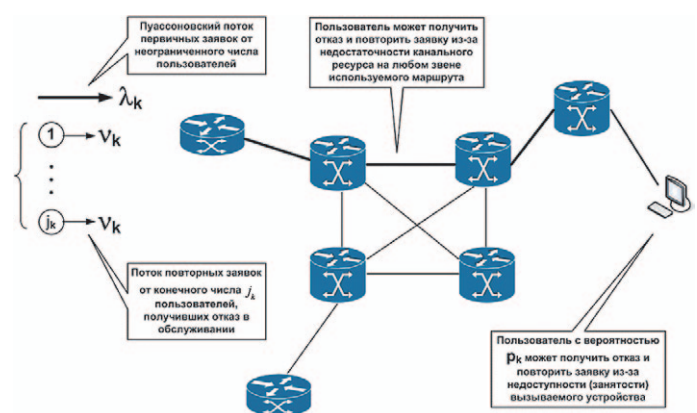 Пуассоновский поток
первичных заявок от
неограниченного числа
пользователей
Пользователь может получить
отказ и повторить заявку из-за
недостаточности канального
ресурса на любом звене
используемого маршрута
λk
1
νk
jk
νk
Поток повторных заявок
от конечного числа jk
пользователей,
получивших отказ в
обслуживании
Пользователь с вероятностью
pk может получить отказ и
повторить заявку из-за
недоступности (занятости)
вызываемого устройства